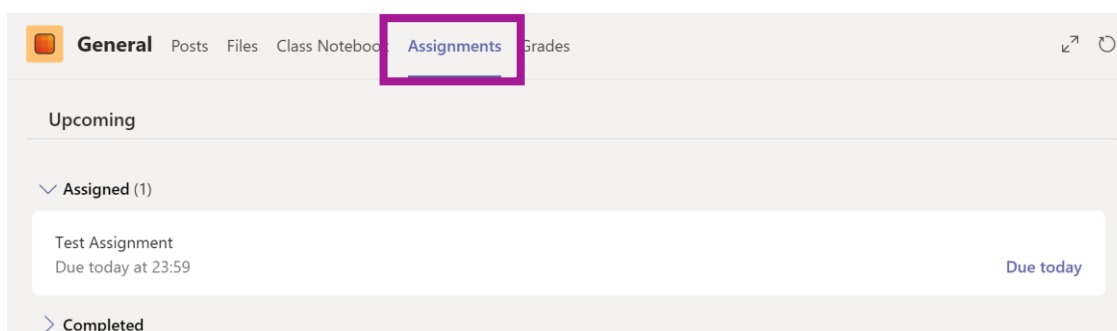 General Posts Files Class Notebook Assignments Grades
Upcoming
Assigned (1)
Test Assignment
Due today at 23:59
Due today
Completed